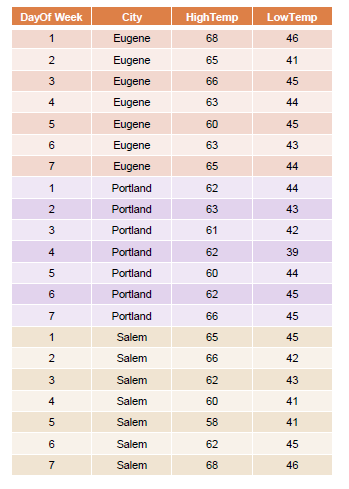 DayOf Week City HighTemp LowTemp
1 Eugene 68 46
2 Eugene 65 41
3 Eugene 66 45
4 Eugene 63 44
5 Eugene 60 45
6 Eugene 63 43
7 Eugene 65 44
1 Portland 62 44
2 Portland 63 43
3 Portland 61 42
4 Portland 62 39
5 Portland 60 44
6 Portland 62 45
7 Portland 66 45
1 Salem 65 45
2 Salem 66 42
3 Salem 62 43
4 Salem 60 41
5 Salem 58 41
6 Salem 62 45
7 Salem 68 46